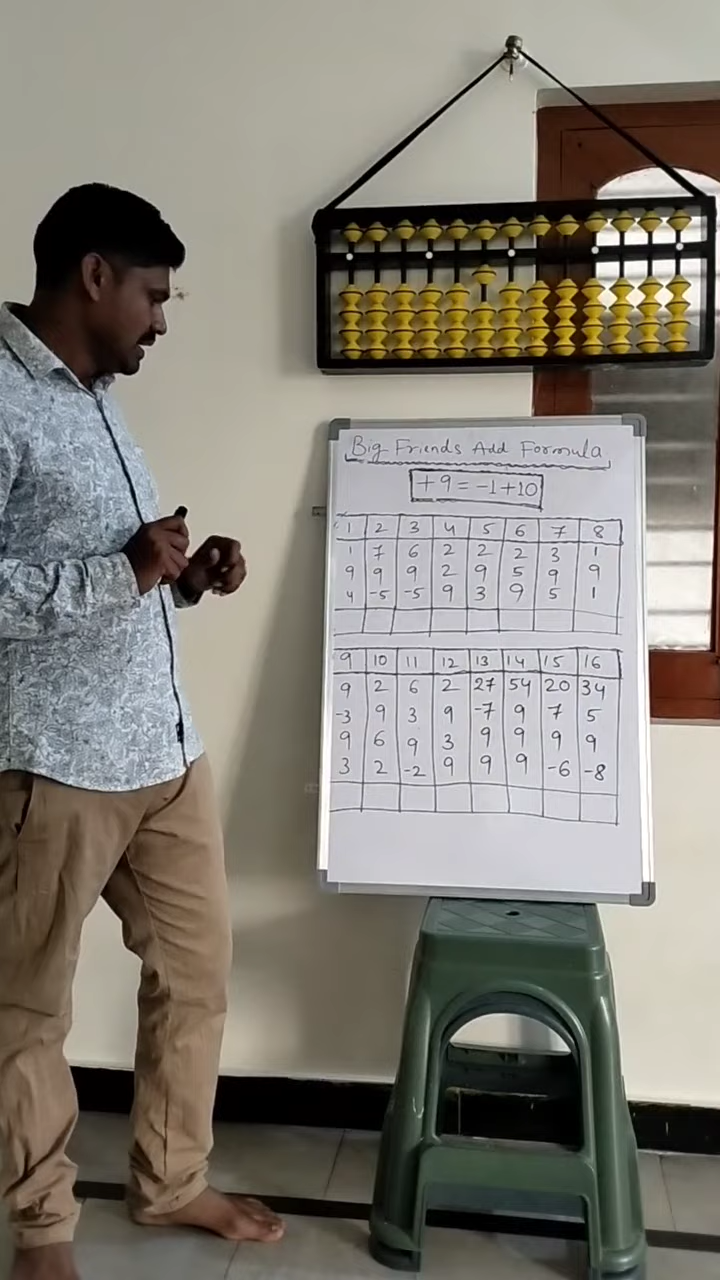 Big Friends Add Formula
+9 = -1+10
1 2 3 4 5 6 7 8
1 7 6 2 2 2 3 1
9 9 9 2 9 5 9 9
4 -5 -5 9 3 9 5 1
9 10 11 12 13 14 15 16
9 2 6 2 27 54 20 34
-3 9 3 9 -7 9 7 5
9 6 9 3 9 9 9 9
3 2 -2 9 9 9 -6 -8